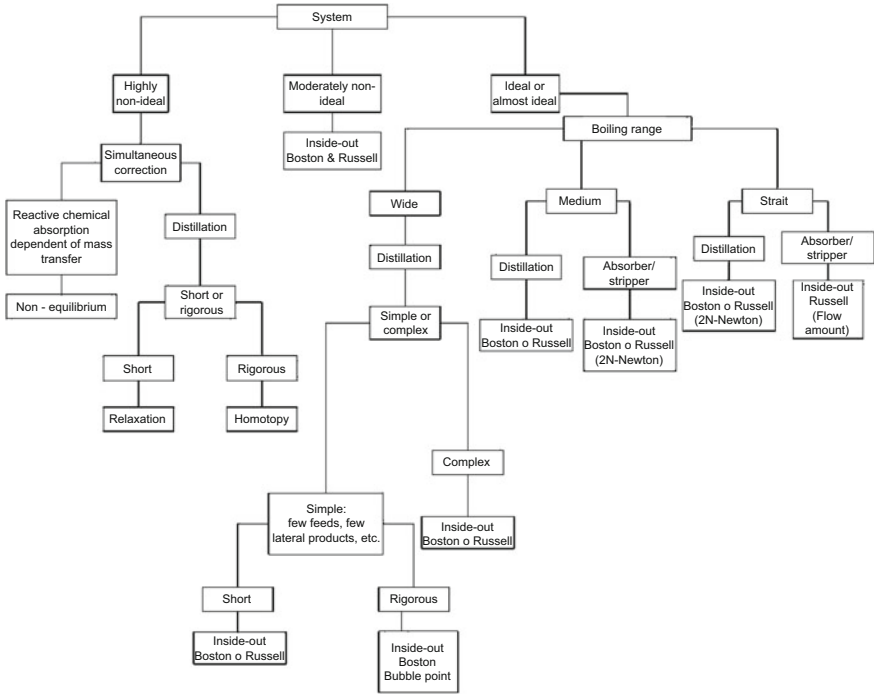 System
Highly
non-ideal
Moderately non-
ideal
Ideal or
almost ideal
Boiling range
Simultaneous
correction
Inside-out
Boston & Russell
Reactive chemical
absorption
dependent of mass
transfer
Distillation
Wide
Medium
Strait
Distillation
Distillation
Absorber/
stripper
Distillation
Absorber/
stripper
Non - equilibrium
Short or
rigorous
Simple or
complex
Inside-out
Boston o Russell
Inside-out
Boston o Russell
(2N-Newton)
Inside-out
Boston o Russell
(2N-Newton)
Inside-out
Russell
(Flow
amount)
Short
Rigorous
Relaxation
Homotopy
Complex
Simple:
few feeds, few
lateral products, etc.
Inside-out
Boston o Russell
Short
Rigorous
Inside-out
Boston o Russell
Inside-out
Boston
Bubble point